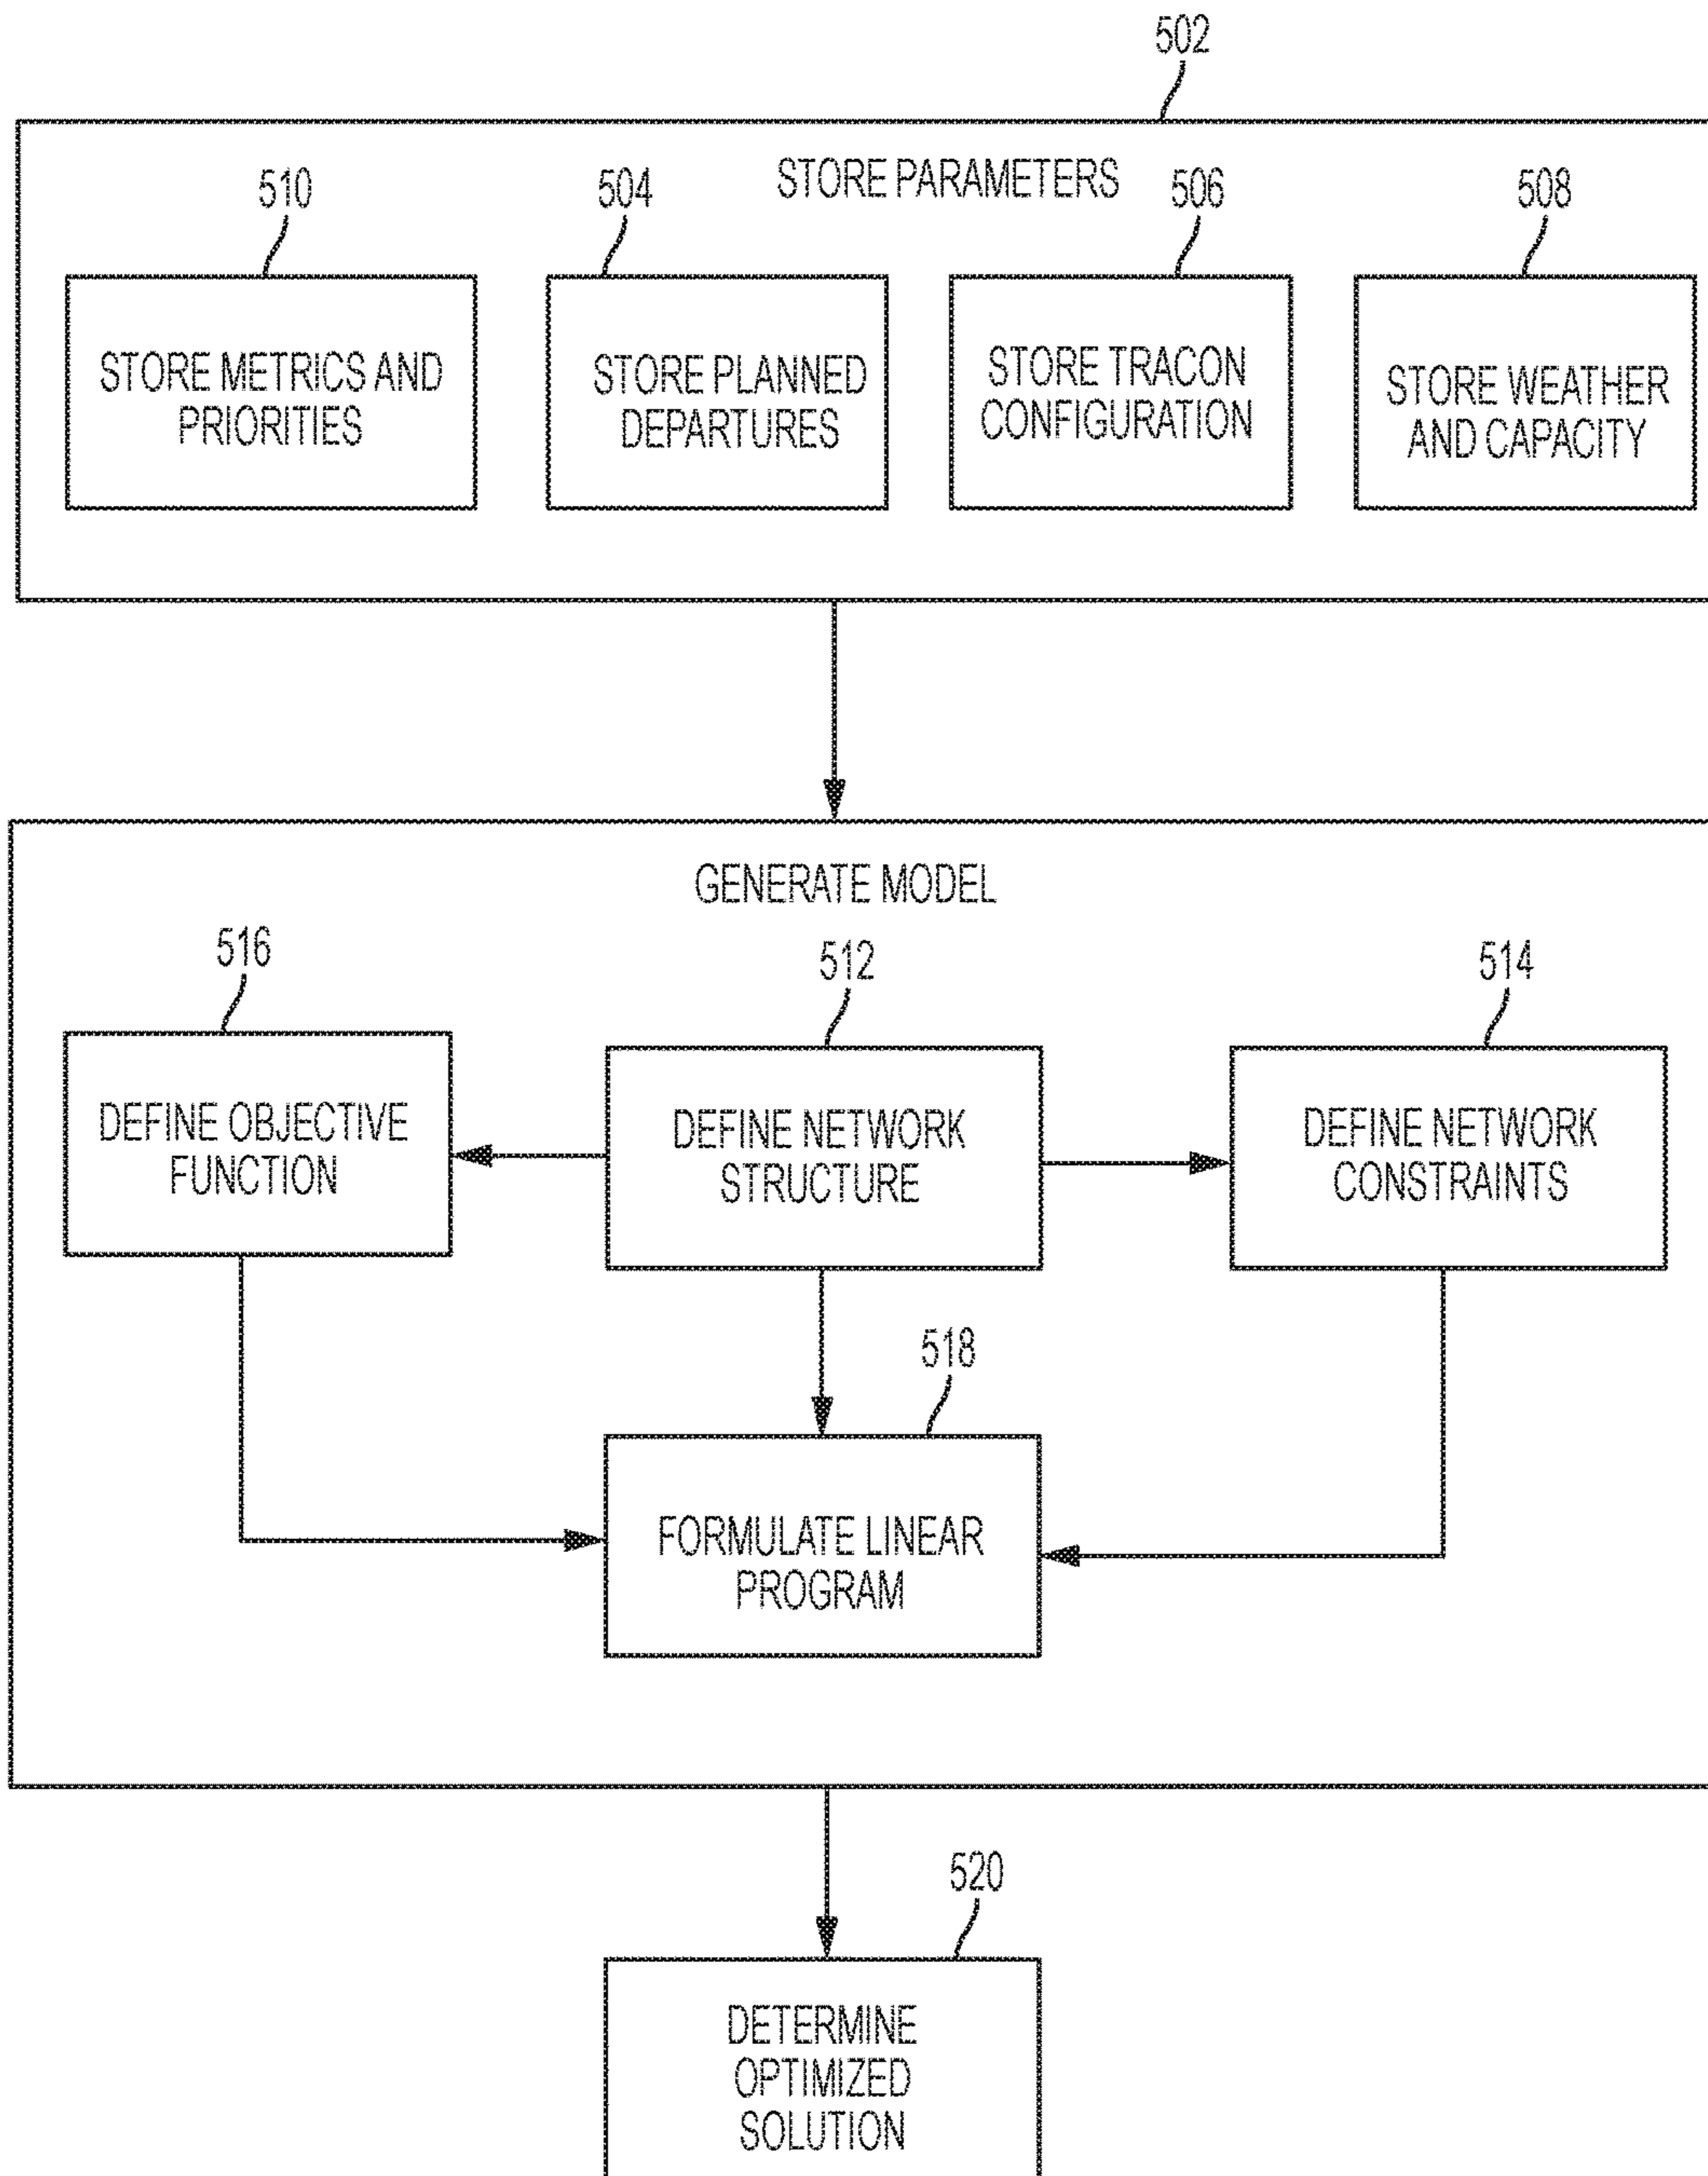 502
STORE PARAMETERS
510
504
506
508
STORE METRICS AND
PRIORITIES
STORE PLANNED
DEPARTURES
STORE TRACON
CONFIGURATION
STORE WEATHER
AND CAPACITY
GENERATE MODEL
516
512
514
DEFINE OBJECTIVE
FUNCTION
DEFINE NETWORK
STRUCTURE
DEFINE NETWORK
CONSTRAINTS
518
FORMULATE LINEAR
PROGRAM
520
DETERMINE
OPTIMIZED
SOLUTION